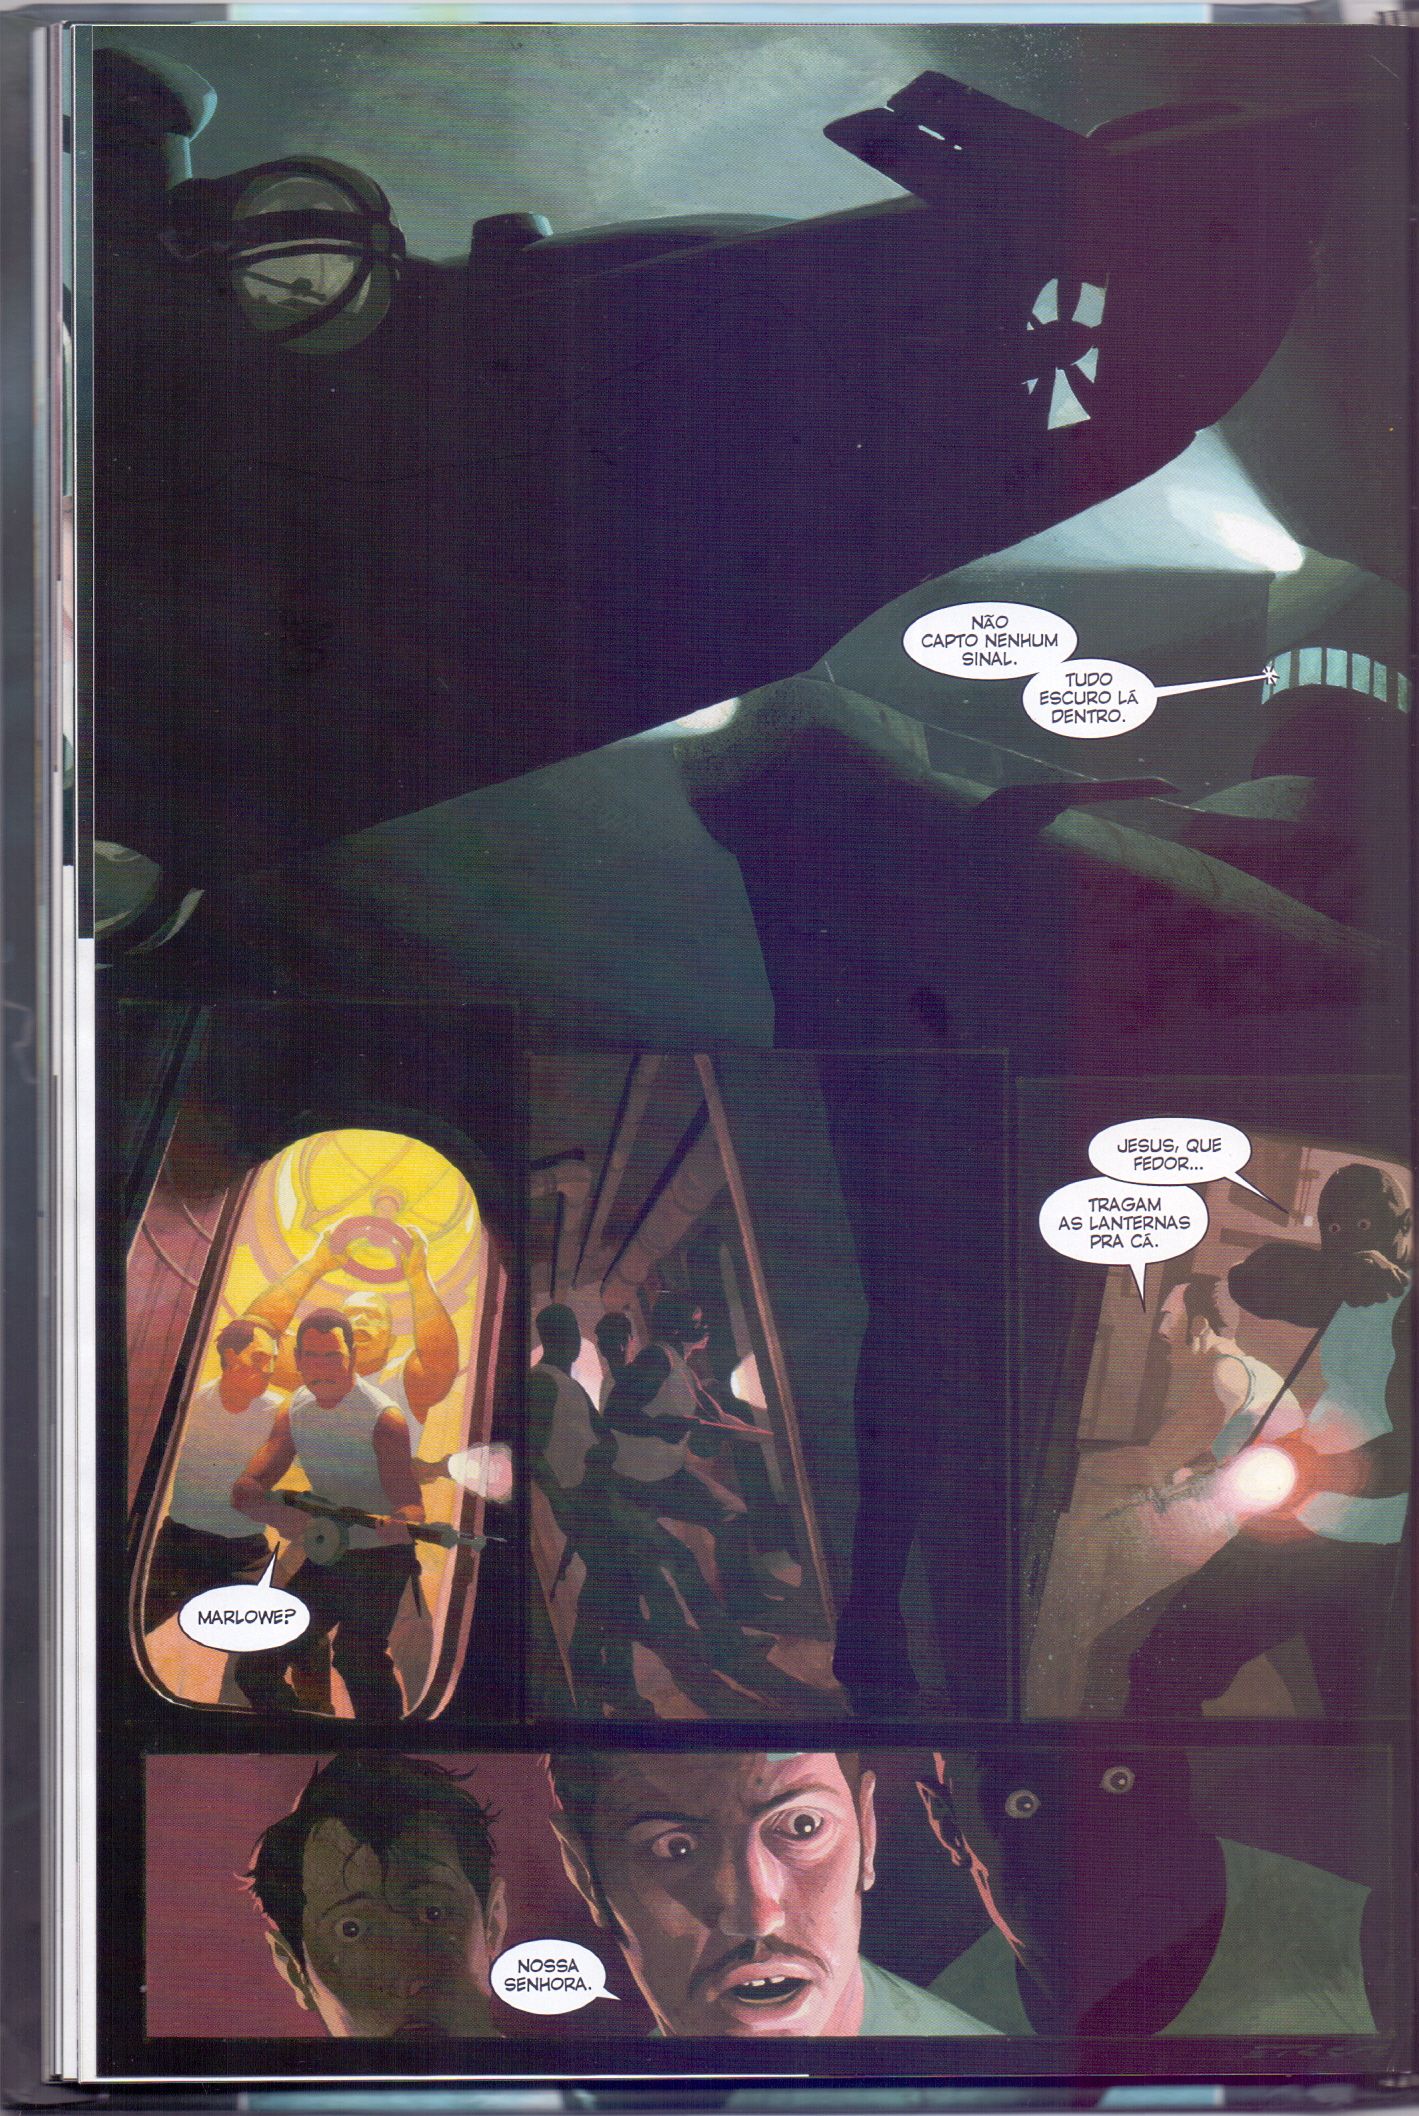 NÃO
CAPTO NENHUM
SINAL.
TUDO
ESCURO LÁ
DENTRO.
MARLOWE?
JESUS, QUE
FEDOR...
TRAGAM
AS LANTERNAS
PRA CÁ.
NOSSA
SENHORA.